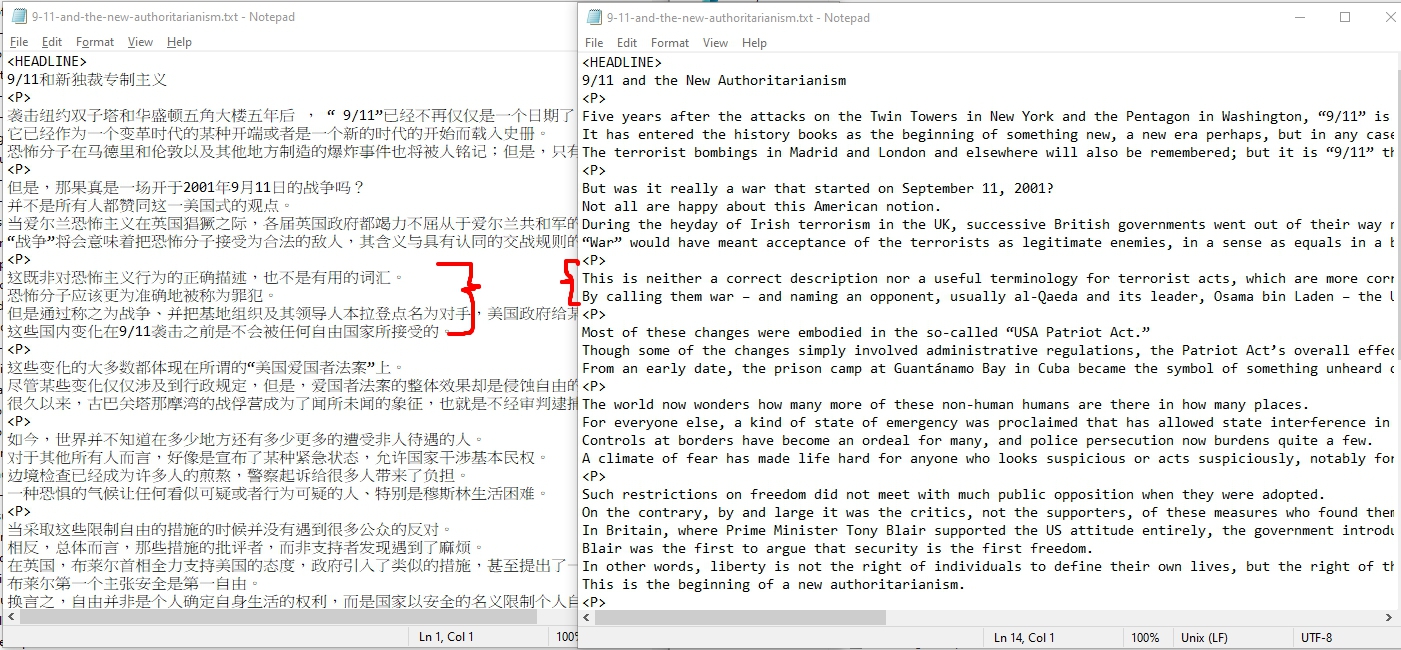 9-11-and-the-new-authoritarianism.txt - Notepad
File Edit Format View Help
<HEADLINE>
9/11和新独裁专制主义
<P>
袭击纽约双子塔和华盛顿五角大楼五年后 ， “ 9/11”已经不再仅仅是一个日期了
它已经作为一个变革时代的某种开端或者是一个新的时代的开始而载入史册。
恐怖分子在马德里和伦敦以及其他地方制造的爆炸事件也将被人铭记；但是，只有
<P>
但是，那果真是一场开于2001年9月11日的战争吗？
并不是所有人都赞同这一美国式的观点。
当爱尔兰恐怖主义在英国猖獗之际，各届英国政府都竭力不屈从于爱尔兰共和军的
“战争”将会意味着把恐怖分子接受为合法的敌人，其含义与具有认同的交战规则的
<P>
这既非对恐怖主义行为的正确描述，也不是有用的词汇。
恐怖分子应该更为准确地被称为罪犯。
但是通过称之为战争、并把基地组织及其领导人本拉登点名为对手，美国政府给某
这些国内变化在9/11袭击之前是不会被任何自由国家所接受的。
<P>
这些变化的大多数都体现在所谓的“美国爱国者法案”上。
尽管某些变化仅仅涉及到行政规定，但是，爱国者法案的整体效果却是侵蚀自由的
很久以来，古巴关塔那摩湾的战俘营成为了闻所未闻的象征，也就是不经审判逮捕
<P>
如今，世界并不知道在多少地方还有多少更多的遭受非人待遇的人。
对于其他所有人而言，好像是宣布了某种紧急状态，允许国家干涉基本民权。
边境检查已经成为许多人的煎熬，警察起诉给很多人带来了负担。
一种恐惧的气候让任何看似可疑或者行为可疑的人、特别是穆斯林生活困难。
<P>
当采取这些限制自由的措施的时候并没有遇到很多公众的反对。
相反，总体而言，那些措施的批评者，而非支持者发现遇到了麻烦。
在英国，布莱尔首相全力支持美国的态度，政府引入了类似的措施，甚至提出了一
布莱尔第一个主张安全是第一自由。
换言之，自由并非是个人确定自身生活的权利，而是国家以安全的名义限制个人自
Ln 1, Col 1 100%
9-11-and-the-new-authoritarianism.txt - Notepad
File Edit Format View Help
<HEADLINE>
9/11 and the New Authoritarianism
<P>
Five years after the attacks on the Twin Towers in New York and the Pentagon in Washington, “9/11” is
It has entered the history books as the beginning of something new, a new era perhaps, but in any case
The terrorist bombings in Madrid and London and elsewhere will also be remembered; but it is “9/11” th
<P>
But was it really a war that started on September 11, 2001?
Not all are happy about this American notion.
During the heyday of Irish terrorism in the UK, successive British governments went out of their way
“War” would have meant acceptance of the terrorists as legitimate enemies, in a sense as equals in a b
<P>
This is neither a correct description nor a useful terminology for terrorist acts, which are more corr
By calling them war – and naming an opponent, usually al-Qaeda and its leader, Osama bin Laden – the U
<P>
Most of these changes were embodied in the so-called “USA Patriot Act.”
Though some of the changes simply involved administrative regulations, the Patriot Act’s overall effec
From an early date, the prison camp at Guantánamo Bay in Cuba became the symbol of something unheard o
<P>
The world now wonders how many more of these non-human humans are there in how many places.
For everyone else, a kind of state of emergency was proclaimed that has allowed state interference in
Controls at borders have become an ordeal for many, and police persecution now burdens quite a few.
A climate of fear has made life hard for anyone who looks suspicious or acts suspiciously, notably for
<P>
Such restrictions on freedom did not meet with much public opposition when they were adopted.
On the contrary, by and large it was the critics, not the supporters, of these measures who found them
In Britain, where Prime Minister Tony Blair supported the US attitude entirely, the government introdu
Blair was the first to argue that security is the first freedom.
In other words, liberty is not the right of individuals to define their own lives, but the right of th
This is the beginning of a new authoritarianism.
<P>
Ln 14, Col 1 100% Unix (LF) UTF-8